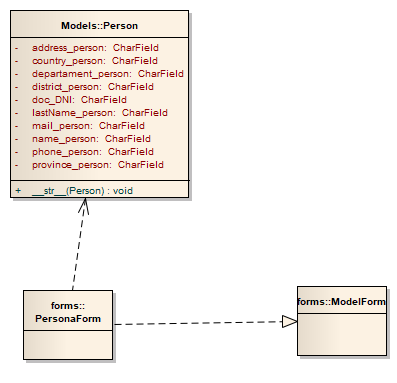 Models::Person
- address_person: CharField
- country_person: CharField
- departament_person: CharField
- district_person: CharField
- doc_DNI: CharField
- lastName_person: CharField
- mail_person: CharField
- name_person: CharField
- phone_person: CharField
- province_person: CharField
+ __str__(Person) : void
forms::
PersonaForm
forms::ModelForm